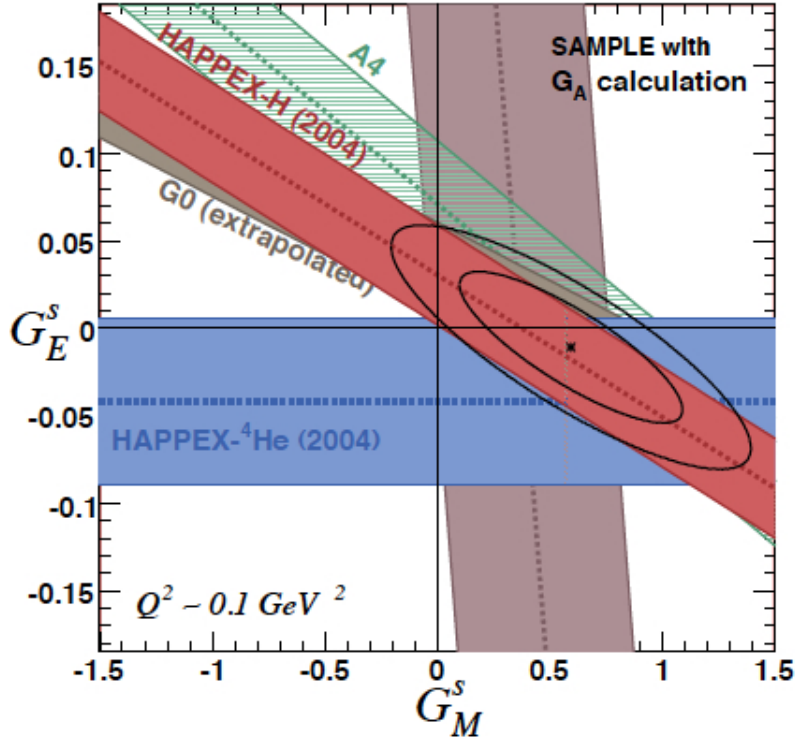 A4
SAMPLE with
G_A calculation
HAPPEX-H (2004)
G0 (extrapolated)
HAPPEX-⁴He (2004)
Q² ~ 0.1 GeV ²
G_E^s
0.15
0.1
0.05
0
-0.05
-0.1
-0.15
-1.5 -1 -0.5 0 0.5 1 1.5
G_M^s